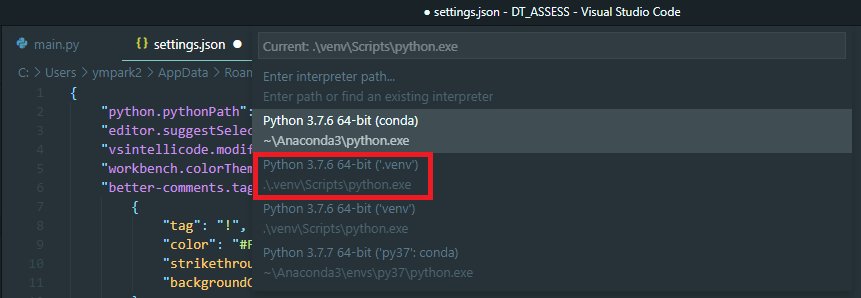 ● settings.json - DT_ASSESS - Visual Studio Code
main.py
{} settings.json ●
Current: .\venv\Scripts\python.exe
C: > Users > ympark2 > AppData > Roam
Enter interpreter path...
Enter path or find an existing interpreter
Python 3.7.6 64-bit (conda)
~\Anaconda3\python.exe
Python 3.7.6 64-bit ('.venv')
.\.venv\Scripts\python.exe
Python 3.7.6 64-bit ('venv')
.\venv\Scripts\python.exe
Python 3.7.7 64-bit ('py37': conda)
~\Anaconda3\envs\py37\python.exe
1 {
2 "python.pythonPath":
3 "editor.suggestSelec
4 "vsintellicode.modif
5 "workbench.colorThem
6 "better-comments.tag
7 {
8 "tag": "!",
9 "color": "#F
10 "strikethrou
11 "backgroundC